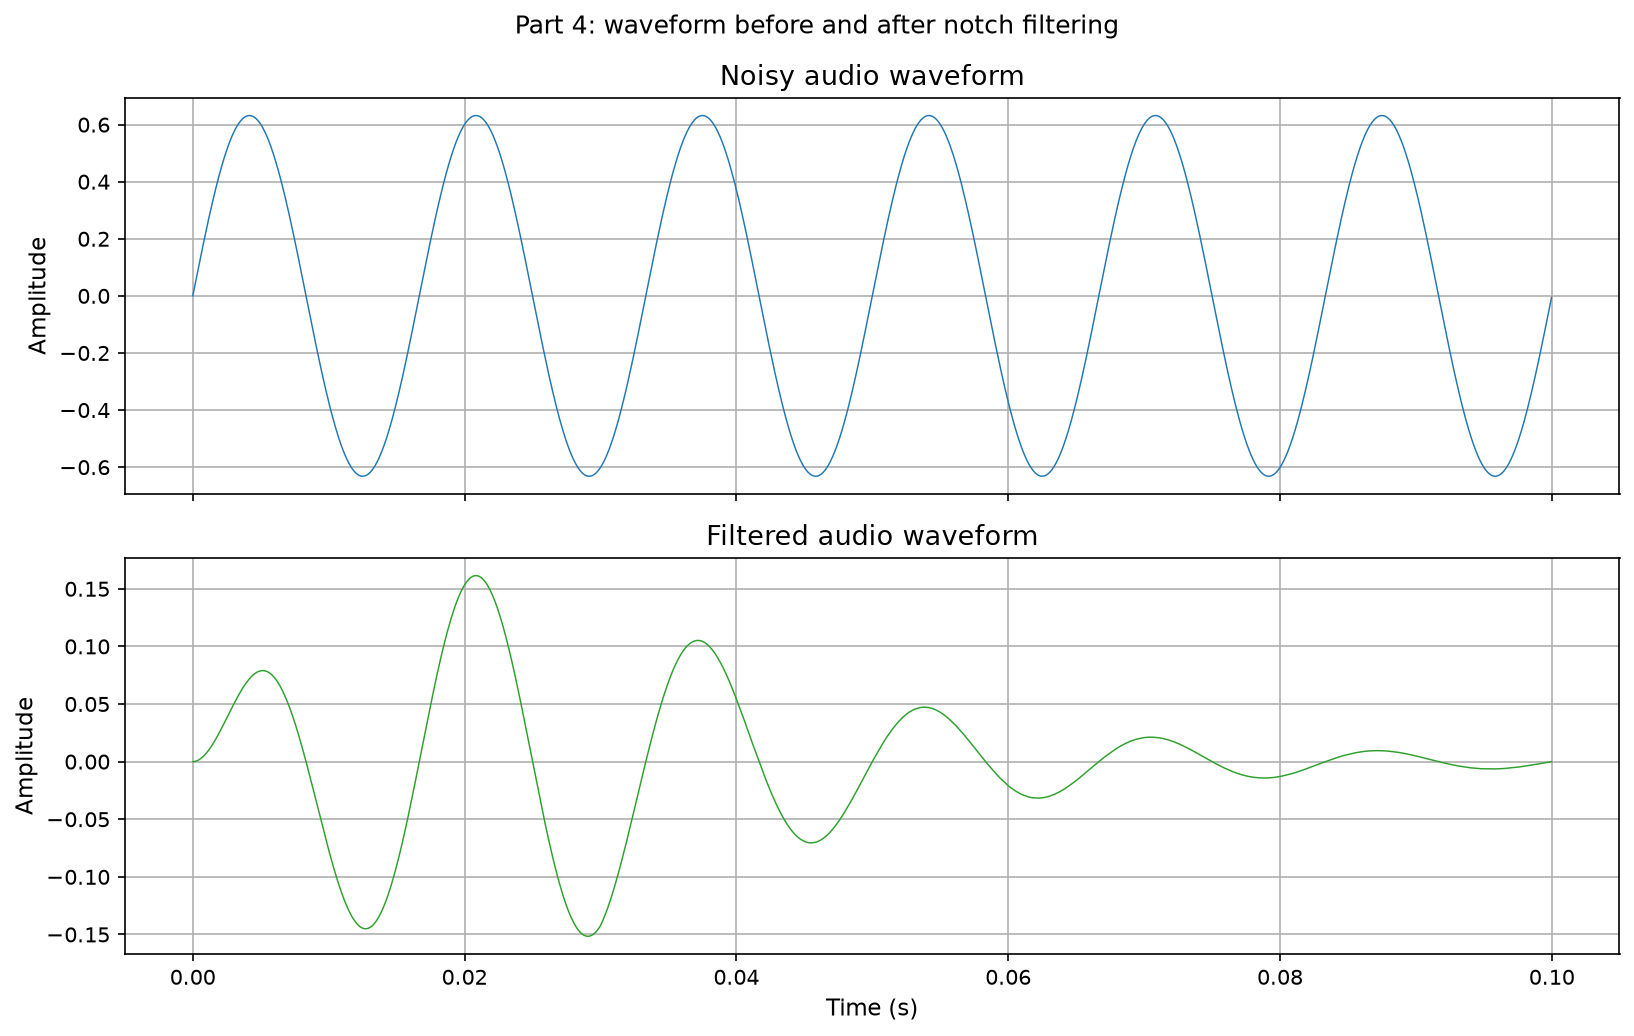 Part 4: waveform before and after notch filtering
Noisy audio waveform
Amplitude
0.6
0.4
0.2
0.0
−0.2
−0.4
−0.6
Filtered audio waveform
Amplitude
0.15
0.10
0.05
0.00
−0.05
−0.10
−0.15
0.00 0.02 0.04 0.06 0.08 0.10
Time (s)